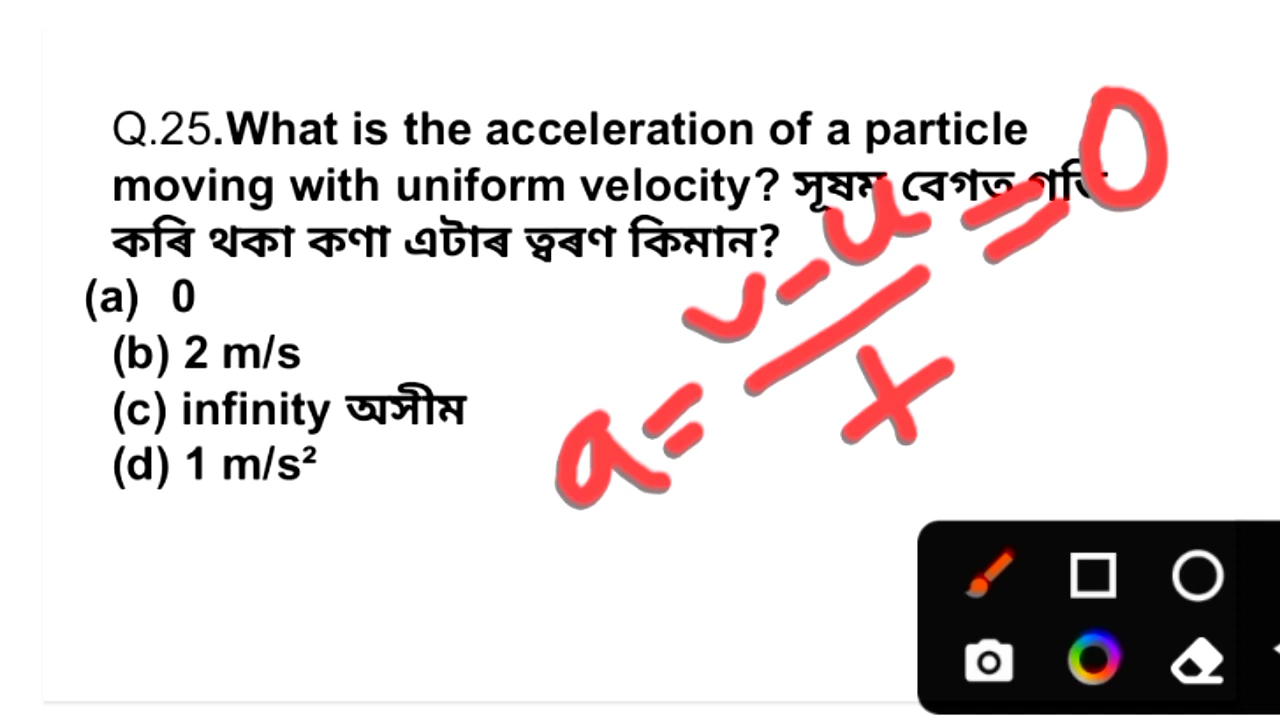 Q.25.What is the acceleration of a particle
moving with uniform velocity? সূষম বেগত গতি
কৰি থকা কণা এটাৰ ত্বৰণ কিমান?
(a) 0
(b) 2 m/s
(c) infinity অসীম
(d) 1 m/s²
a = v - u / t = 0